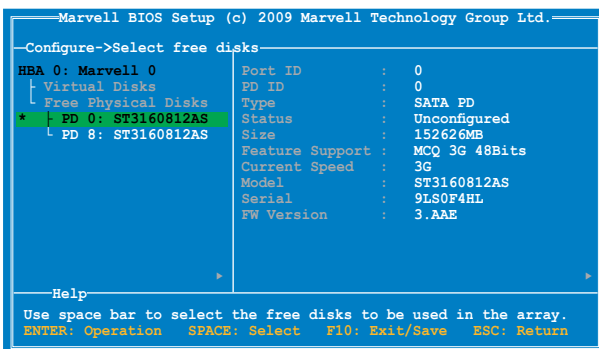 Marvell BIOS Setup (c) 2009 Marvell Technology Group Ltd.
Configure->Select free disks
HBA 0: Marvell 0
Virtual Disks
Free Physical Disks
* PD 0: ST3160812AS
PD 8: ST3160812AS
Port ID : 0
PD ID : 0
Type : SATA PD
Status : Unconfigured
Size : 152626MB
Feature Support : MCQ 3G 48Bits
Current Speed : 3G
Model : ST3160812AS
Serial : 9LS0F4HL
FW Version : 3.AAE
Help
Use space bar to select the free disks to be used in the array.
ENTER: Operation SPACE: Select F10: Exit/Save ESC: Return